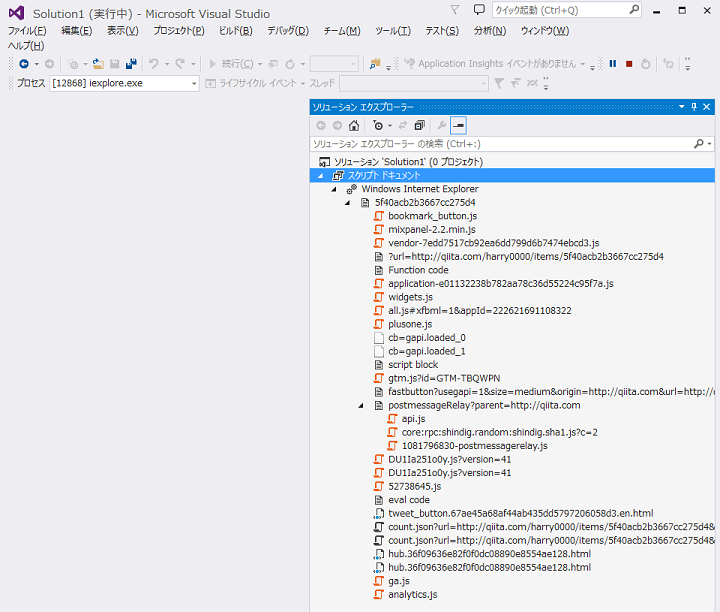 Solution1 (実行中) - Microsoft Visual Studio
クイック起動 (Ctrl+Q)
ファイル(F) 編集(E) 表示(V) プロジェクト(P) ビルド(B) デバッグ(D) チーム(M) ツール(T) テスト(S) 分析(N) ウィンドウ(W)
ヘルプ(H)
続行(C) Application Insights イベントがありません
プロセス [12868] iexplore.exe ライフサイクル イベント スレッド
ソリューション エクスプローラー
ソリューション エクスプローラー の検索 (Ctrl+:)
ソリューション 'Solution1' (0 プロジェクト)
スクリプト ドキュメント
Windows Internet Explorer
5f40acb2b3667cc275d4
bookmark_button.js
mixpanel-2.2.min.js
vendor-7edd7517cb92ea6dd799d6b7474ebcd3.js
?url=http://qiita.com/harry0000/items/5f40acb2b3667cc275d4
Function code
application-e01132238b782aa78c36d55224c95f7a.js
widgets.js
all.js#xfbml=1&appId=222621691108322
plusone.js
cb=gapi.loaded_0
cb=gapi.loaded_1
script block
gtm.js?id=GTM-TBQWPN
fastbutton?usegapi=1&size=medium&origin=http://qiita.com&url=http://c
postmessageRelay?parent=http://qiita.com
api.js
core:rpc:shindig.random:shindig.sha1.js?c=2
1081796830-postmessagerelay.js
DU1Ia251o0y.js?version=41
DU1Ia251o0y.js?version=41
52738645.js
eval code
tweet_button.67ae45a68af44ab435dd5797206058d3.en.html
count.json?url=http://qiita.com/harry0000/items/5f40acb2b3667cc275d4&
count.json?url=http://qiita.com/harry0000/items/5f40acb2b3667cc275d4&
hub.36f09636e82f0f0dc08890e8554ae128.html
hub.36f09636e82f0f0dc08890e8554ae128.html
ga.js
analytics.js